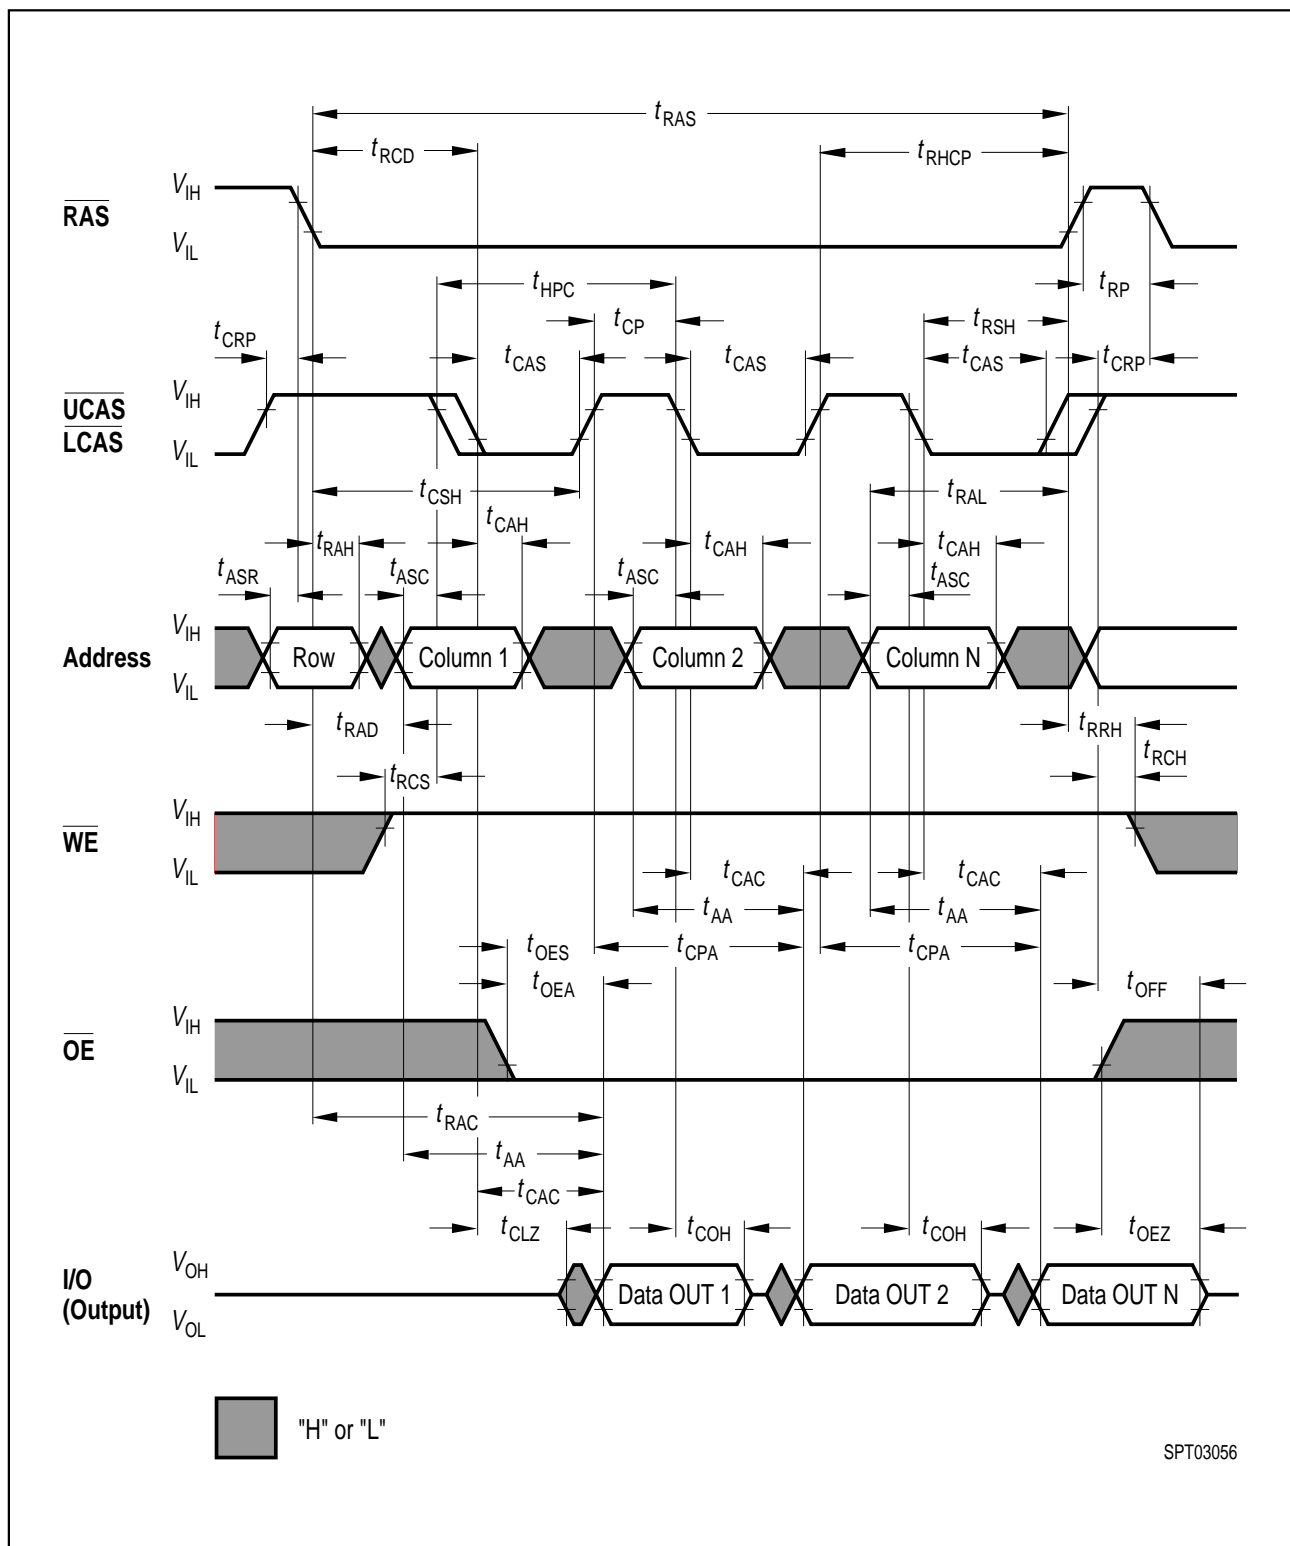 tRAS
tRCD tRHCP
VIH
RAS
VIL
tHPC tRP
tCP tRSH
tCRP
tCAS tCAS tCAS tCRP
VIH
UCAS
LCAS
VIL
tCSH tRAL
tCAH
tRAH tCAH tCAH
tASR tASC tASC tASC
VIH
Address Row Column 1 Column 2 Column N
VIL
tRAD tRRH
tRCH
tRCS
VIH
WE
VIL
tCAC tCAC
tAA tAA
tOES tCPA tCPA
tOEA tOFF
VIH
OE
VIL
tRAC
tAA
tCAC
tCLZ tCOH tCOH tOEZ
VOH
I/O
(Output) Data OUT 1 Data OUT 2 Data OUT N
VOL
"H" or "L"
SPT03056